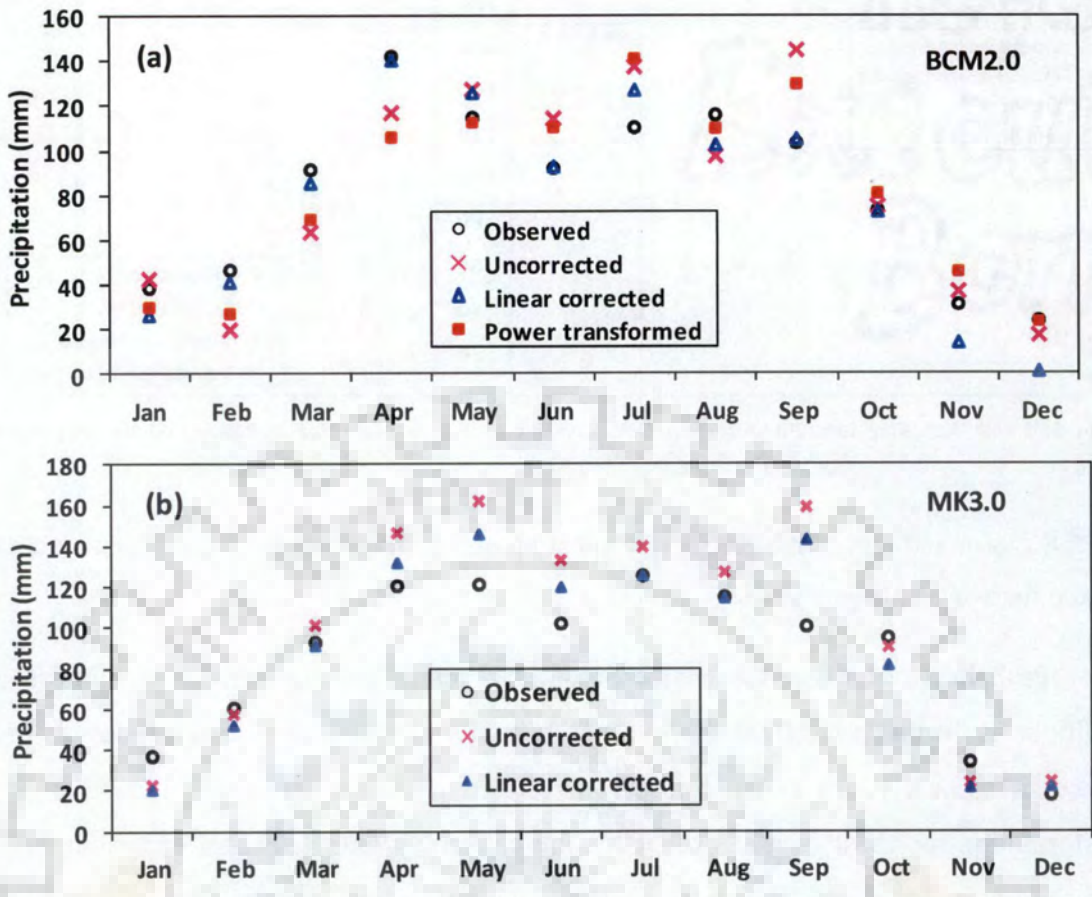 (a)
BCM2.0
Precipitation (mm)
160
140
120
100
80
60
40
20
0
Observed
Uncorrected
Linear corrected
Power transformed
Jan Feb Mar Apr May Jun Jul Aug Sep Oct Nov Dec
(b)
MK3.0
Precipitation (mm)
180
160
140
120
100
80
60
40
20
0
Observed
Uncorrected
Linear corrected
Jan Feb Mar Apr May Jun Jul Aug Sep Oct Nov Dec